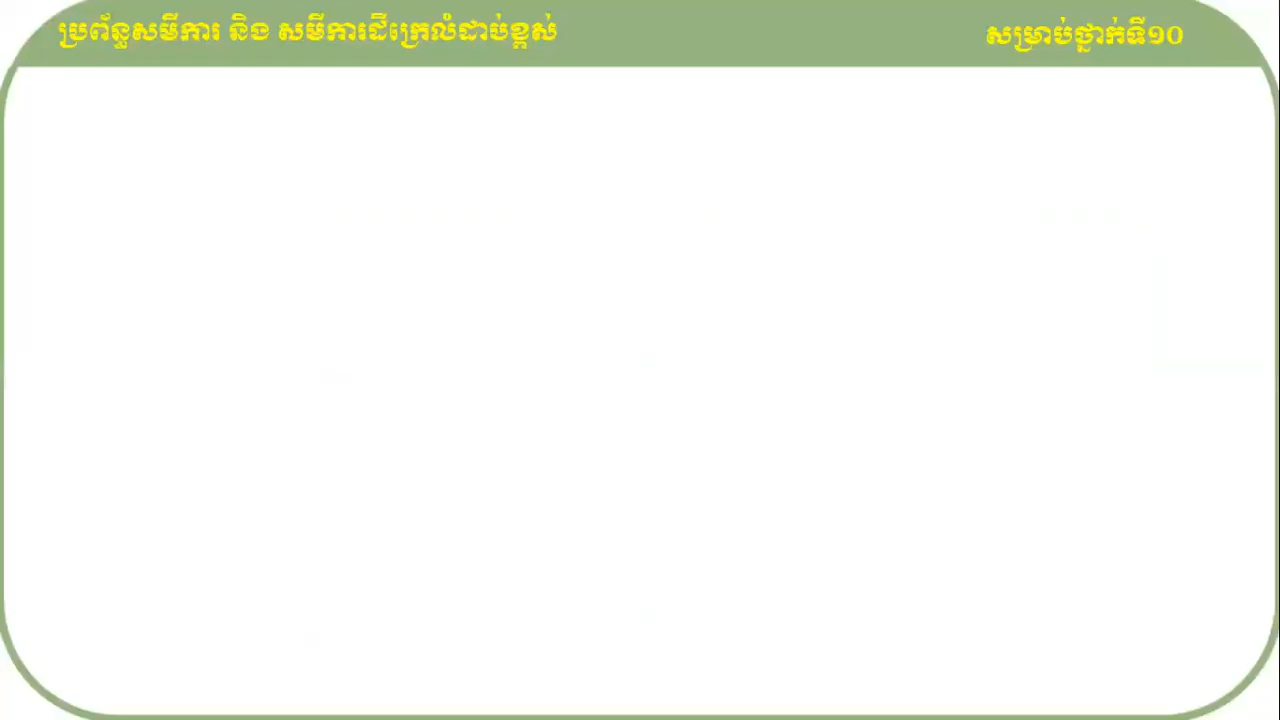 ប្រព័ន្ធសមីការ និង សមីការដឺក្រេលំដាប់ខ្ពស់
សម្រាប់ថ្នាក់ទី១០